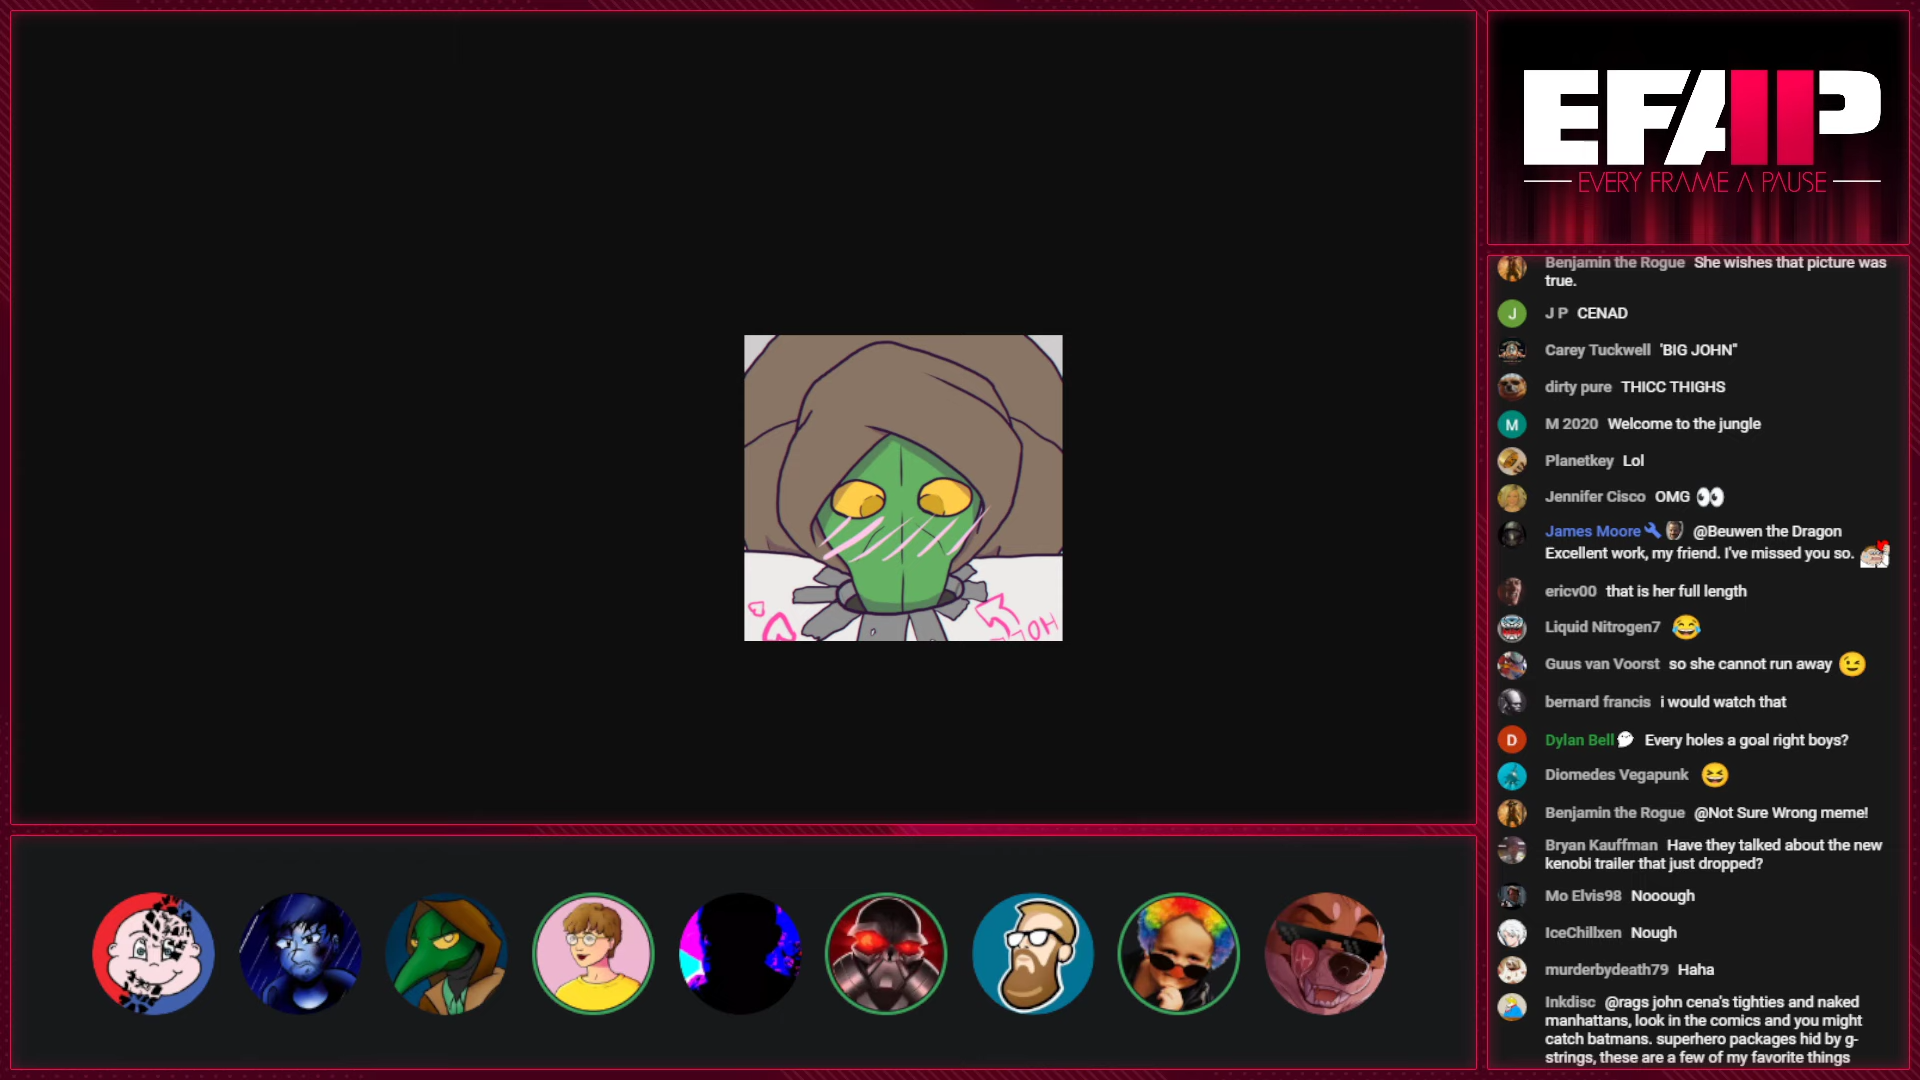 EFAP
EVERY FRAME A PAUSE
Benjamin the Rogue She wishes that picture was
true.
J
J P CENAD
Carey Tuckwell 'BIG JOHN"
dirty pure THICC THIGHS
M
M 2020 Welcome to the jungle
Planetkey Lol
Jennifer Cisco OMG 👀
James Moore @Beuwen the Dragon
Excellent work, my friend. I've missed you so.
ericv00 that is her full length
Liquid Nitrogen7 😂
Guus van Voorst so she cannot run away 😉
bernard francis i would watch that
D
Dylan Bell Every holes a goal right boys?
Diomedes Vegapunk 😆
Benjamin the Rogue @Not Sure Wrong meme!
Bryan Kauffman Have they talked about the new
kenobi trailer that just dropped?
Mo Elvis98 Nooough
IceChillxen Nough
murderbydeath79 Haha
Inkdisc @rags john cena's tighties and naked
manhattans, look in the comics and you might
catch batmans. superhero packages hid by g-
strings, these are a few of my favorite things